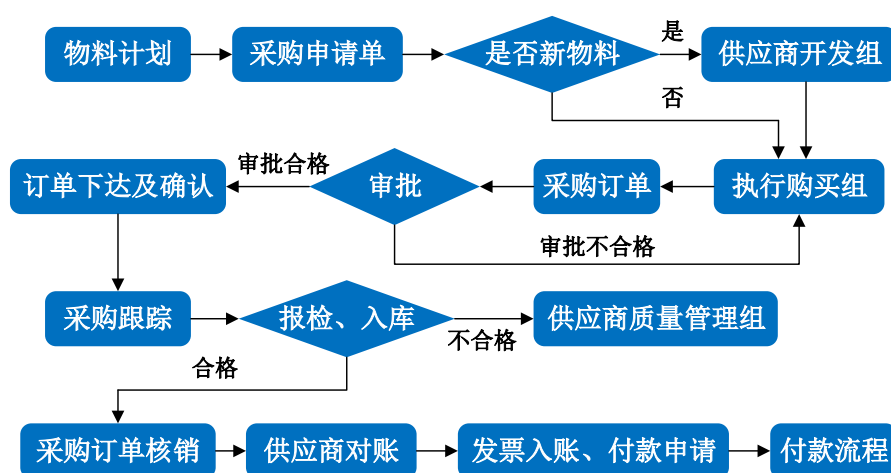 物料计划
采购申请单
是否新物料
是
供应商开发组
否
订单下达及确认
审批合格
审批
采购订单
执行购买组
审批不合格
采购跟踪
报检、入库
不合格
供应商质量管理组
合格
采购订单核销
供应商对账
发票入账、付款申请
付款流程